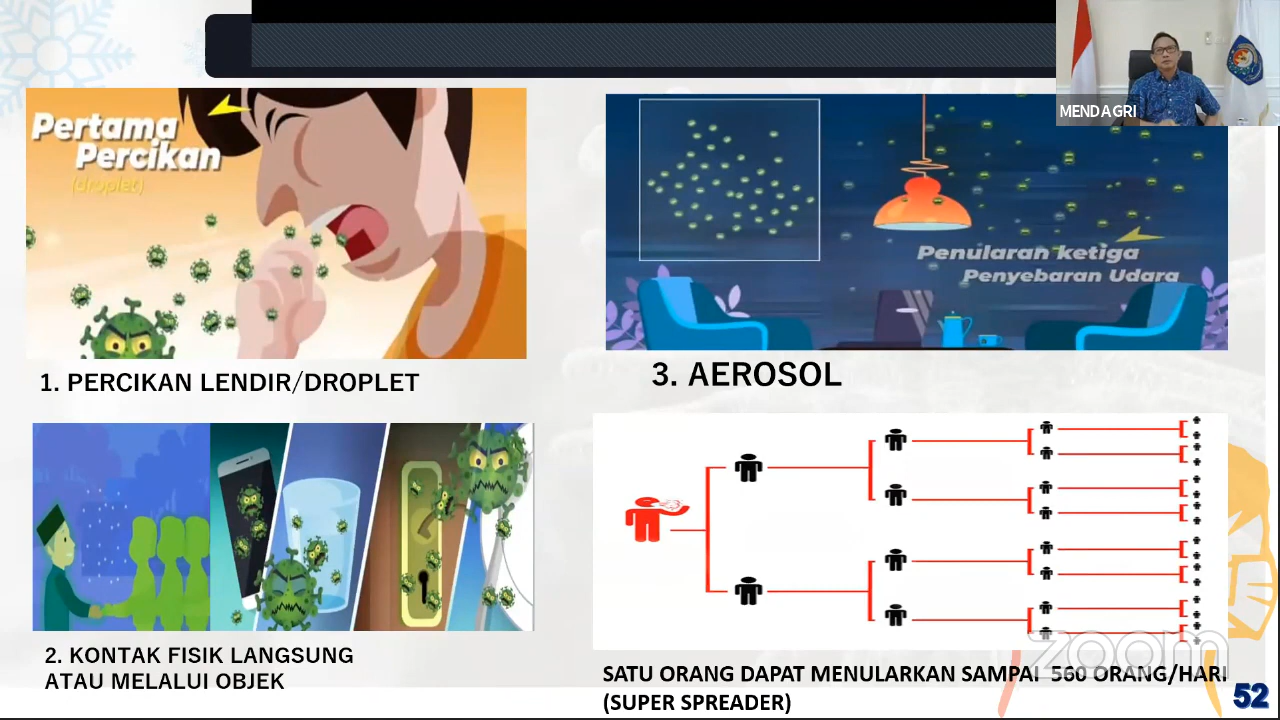 MENDAGRI
Pertama
Percikan
(droplet)
1. PERCIKAN LENDIR/DROPLET
Penularan ketiga
Penyebaran Udara
3. AEROSOL
2. KONTAK FISIK LANGSUNG
ATAU MELALUI OBJEK
SATU ORANG DAPAT MENULARKAN SAMPAI 560 ORANG/HARI
(SUPER SPREADER)
zoom
52